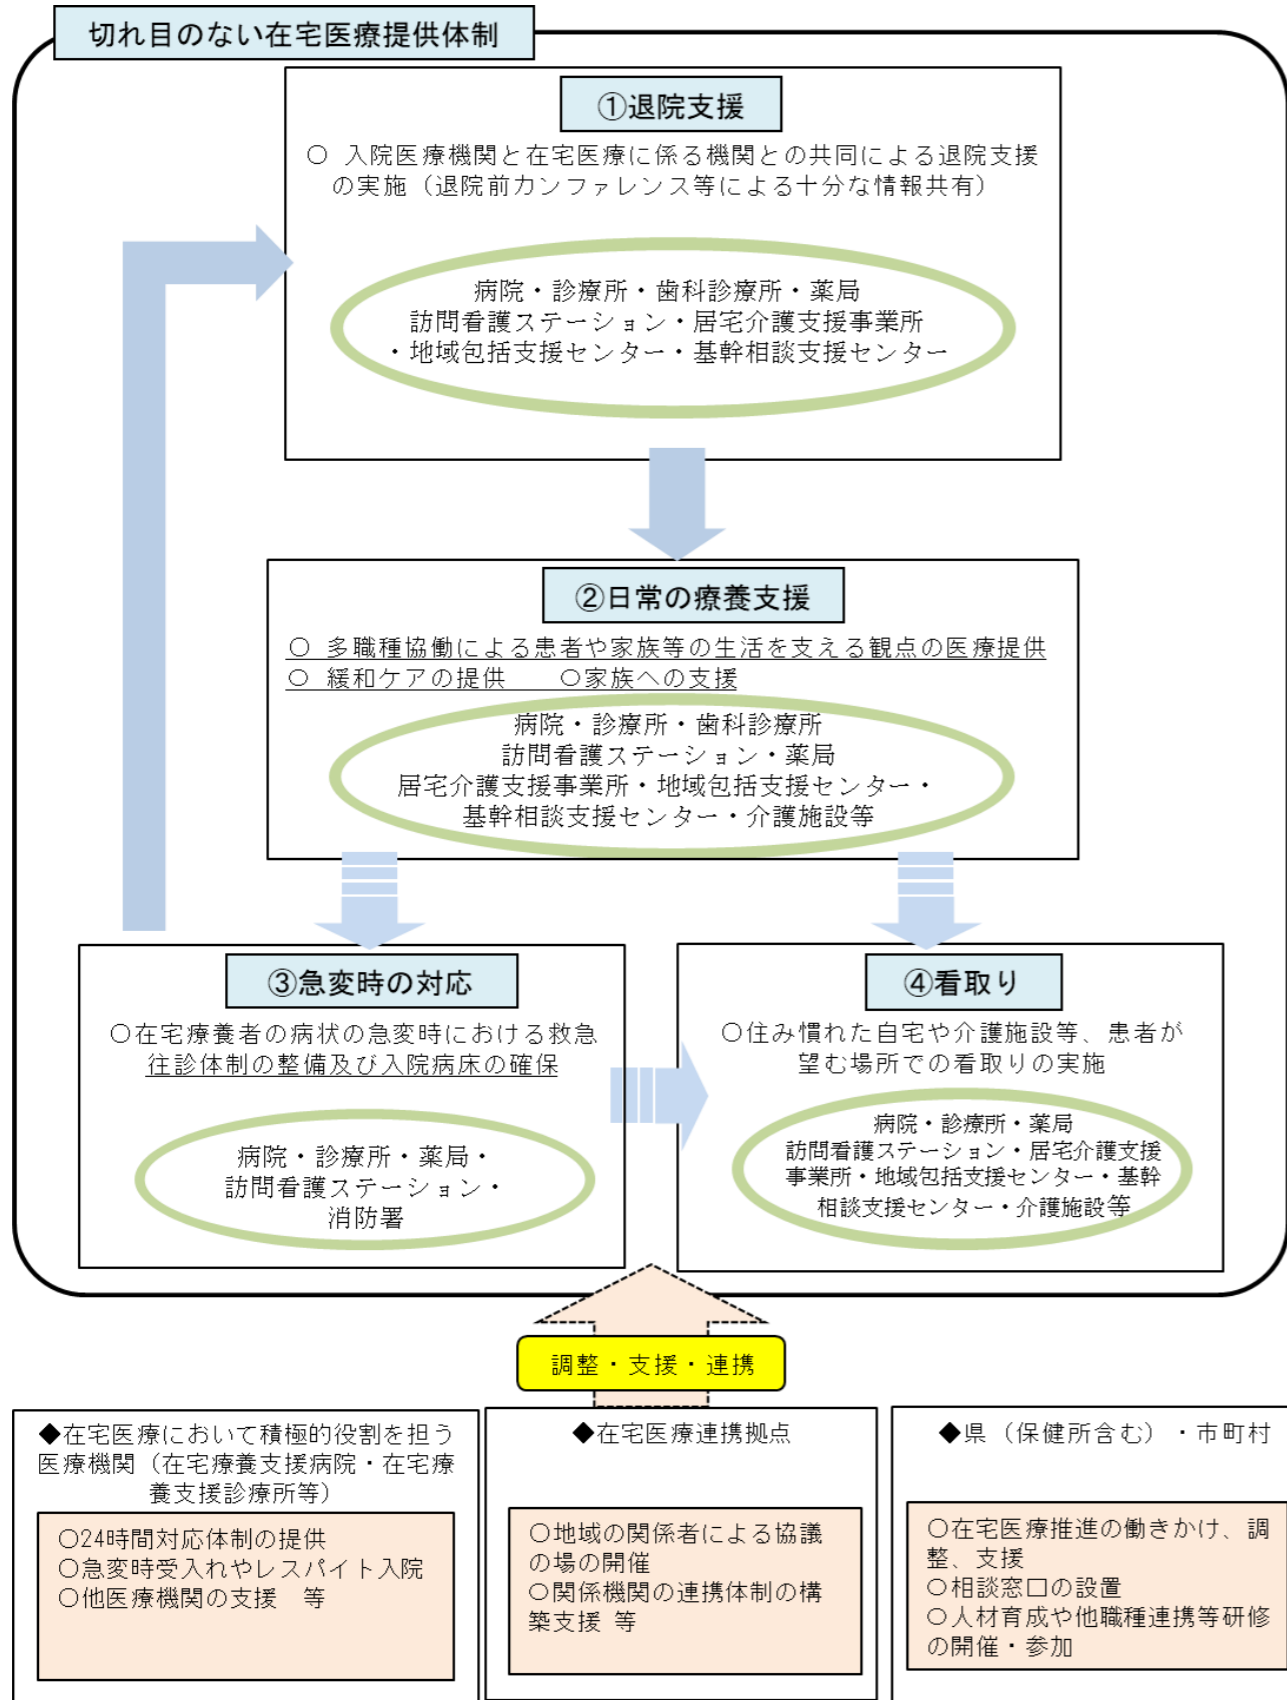 切れ目のない在宅医療提供体制
①退院支援
○ 入院医療機関と在宅医療に係る機関との共同による退院支援
の実施（退院前カンファレンス等による十分な情報共有）
病院・診療所・歯科診療所・薬局
訪問看護ステーション・居宅介護支援事業所
・地域包括支援センター・基幹相談支援センター
②日常の療養支援
○ 多職種協働による患者や家族等の生活を支える観点の医療提供
○ 緩和ケアの提供　　○家族への支援
病院・診療所・歯科診療所
訪問看護ステーション・薬局
居宅介護支援事業所・地域包括支援センター・
基幹相談支援センター・介護施設等
③急変時の対応
○在宅療養者の病状の急変時における救急
往診体制の整備及び入院病床の確保
病院・診療所・薬局・
訪問看護ステーション・
消防署
④看取り
○住み慣れた自宅や介護施設等、患者が
望む場所での看取りの実施
病院・診療所・薬局
訪問看護ステーション・居宅介護支援
事業所・地域包括支援センター・基幹
相談支援センター・介護施設等
調整・支援・連携
◆在宅医療において積極的役割を担う
医療機関（在宅療養支援病院・在宅療
養支援診療所等）
○24時間対応体制の提供
○急変時受入れやレスパイト入院
○他医療機関の支援　等
◆在宅医療連携拠点
○地域の関係者による協議
の場の開催
○関係機関の連携体制の構
築支援 等
◆県（保健所含む）・市町村
○在宅医療推進の働きかけ、調
整、支援
○相談窓口の設置
○人材育成や他職種連携等研修
の開催・参加